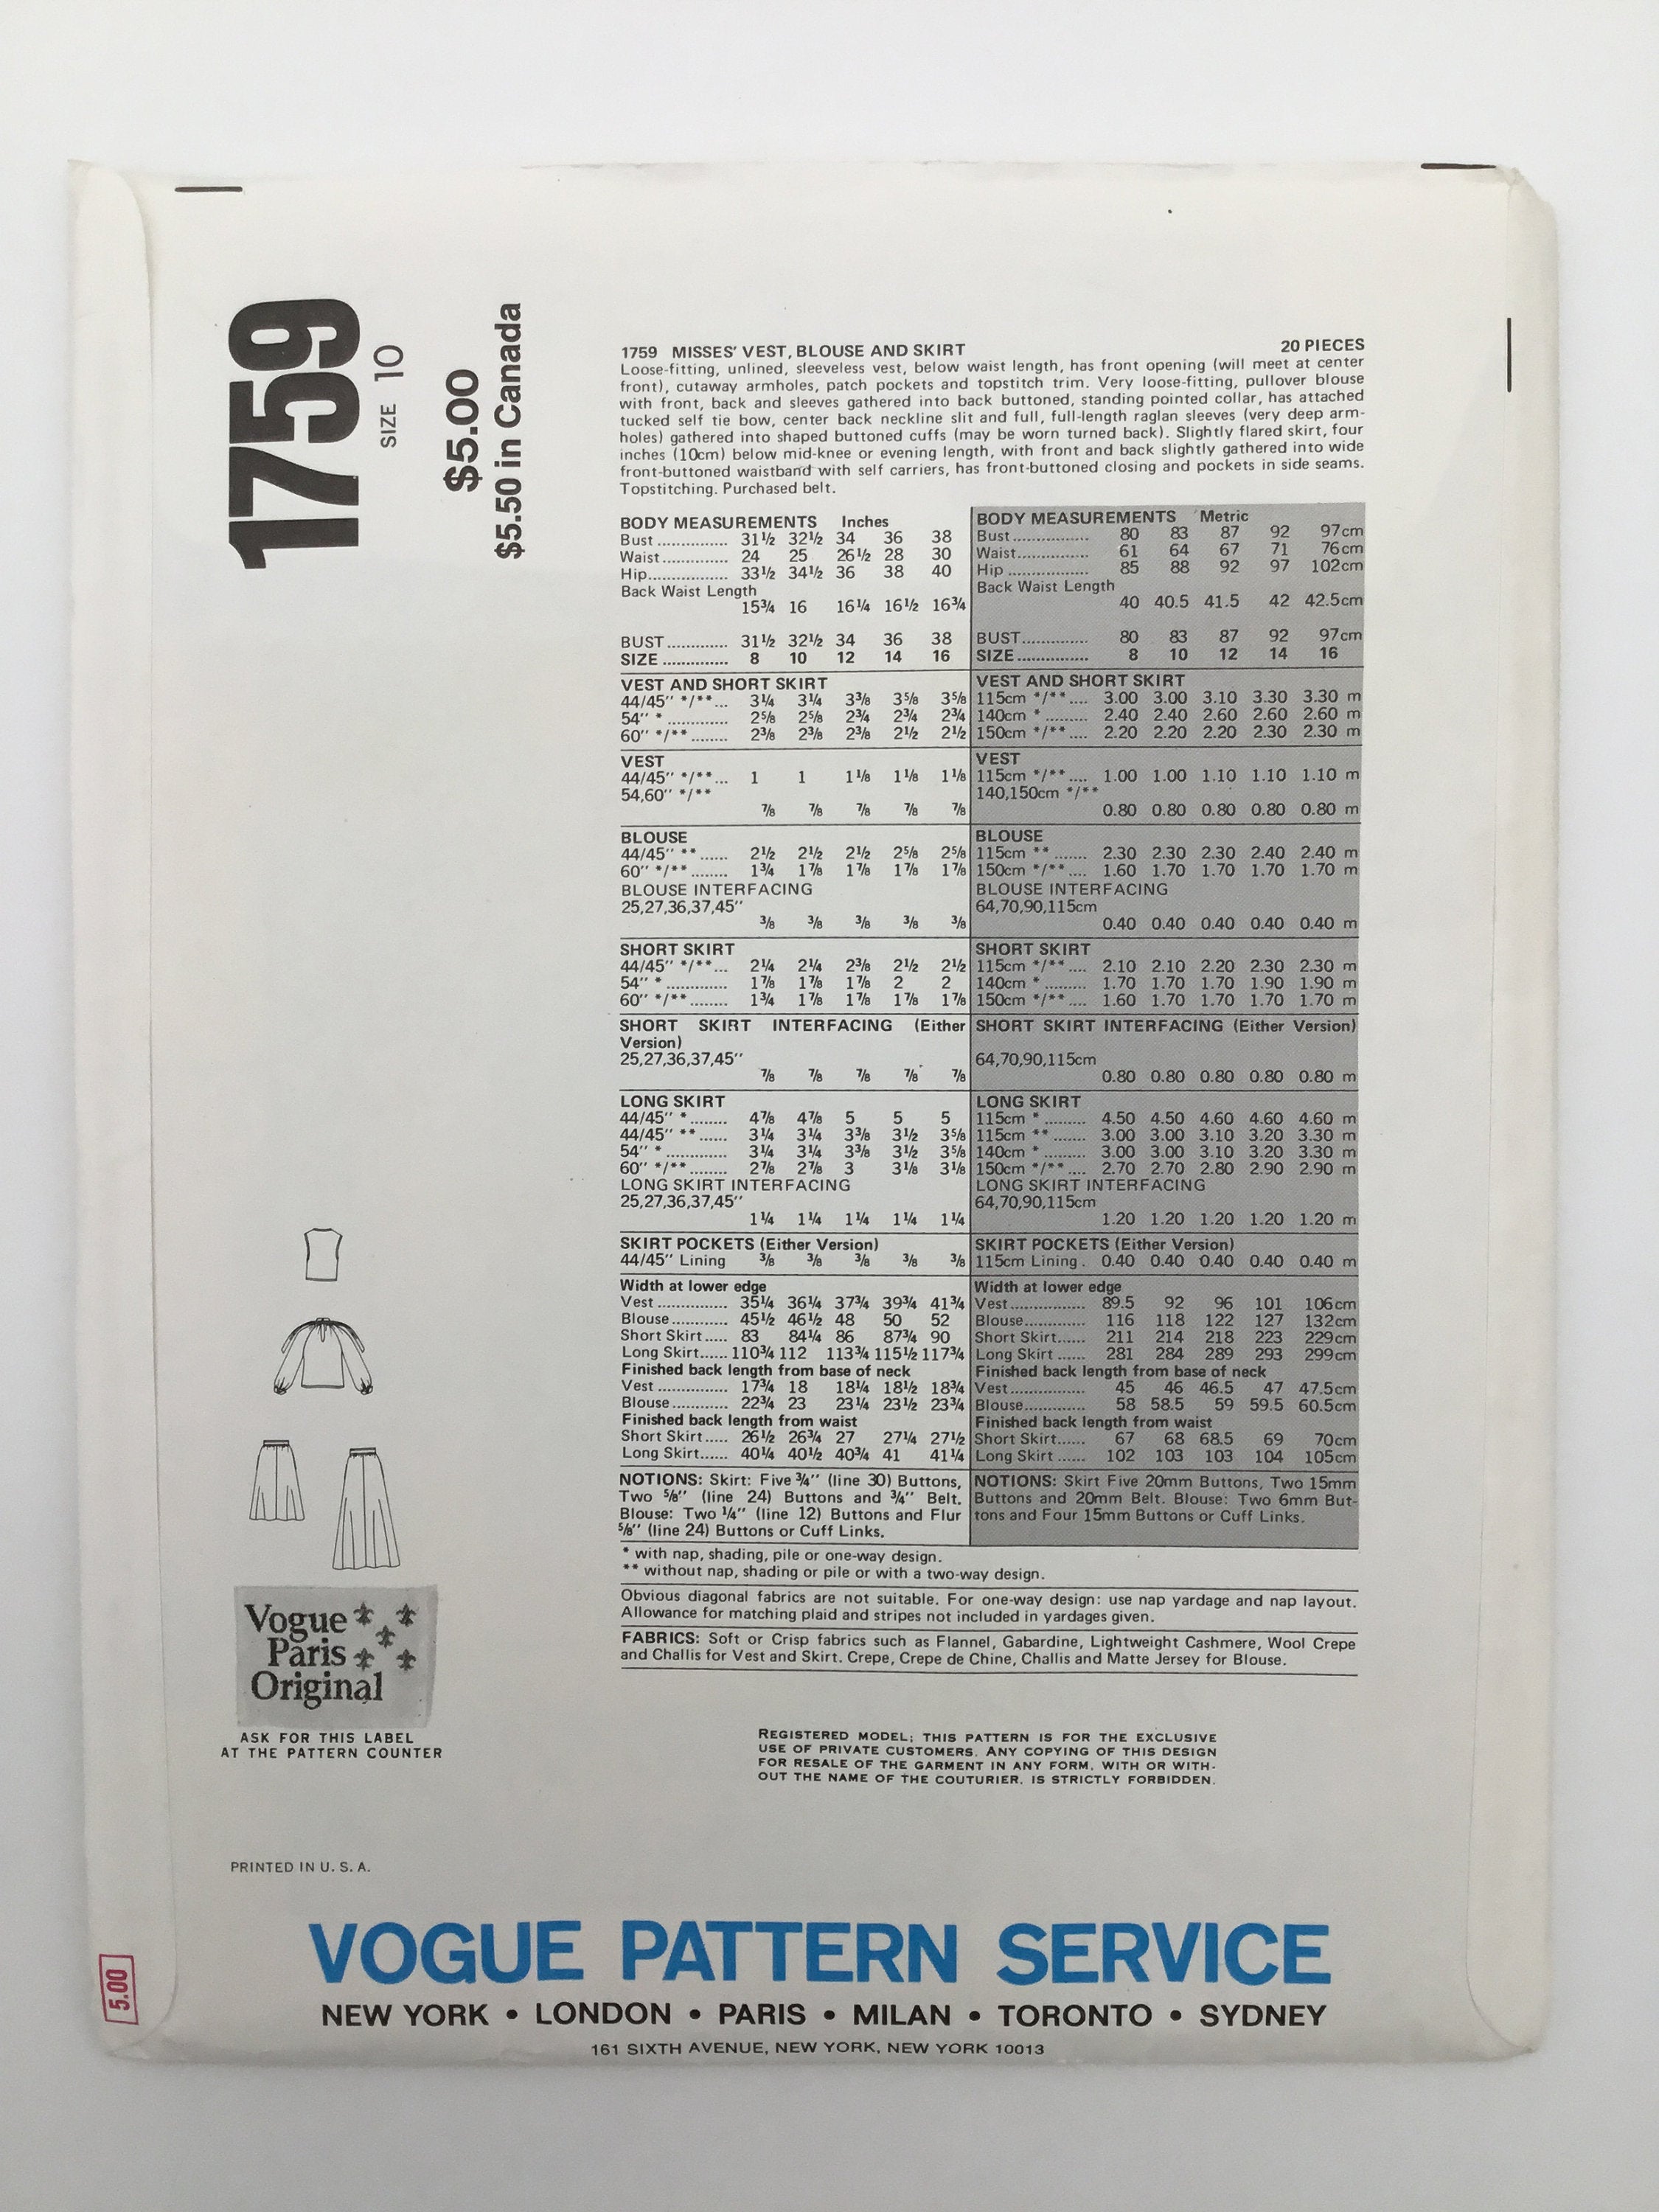 1759
SIZE 10
$5.00
$5.50 in Canada
1759 MISSES' VEST, BLOUSE AND SKIRT 20 PIECES
Loose-fitting, unlined, sleeveless vest, below waist length, has front opening (will meet at center
front), cutaway armholes, patch pockets and topstitch trim. Very loose-fitting, pullover blouse
with front, back and sleeves gathered into back buttoned, standing pointed collar, has attached
tucked self tie bow, center back neckline slit and full, full-length raglan sleeves (very deep arm-
holes) gathered into shaped buttoned cuffs (may be worn turned back). Slightly flared skirt, four
inches (10cm) below mid-knee or evening length, with front and back slightly gathered into wide
front-buttoned waistband with self carriers, has front-buttoned closing and pockets in side seams.
Topstitching. Purchased belt.
BODY MEASUREMENTS Inches
Bust .............. 31½ 32½ 34 36 38
Waist ............. 24 25 26½ 28 30
Hip ................ 33½ 34½ 36 38 40
Back Waist Length
15¾ 16 16¼ 16½ 16¾
BUST ............ 31½ 32½ 34 36 38
SIZE .............. 8 10 12 14 16
VEST AND SHORT SKIRT
44/45" */** ... 3¼ 3¼ 3⅜ 3⅝ 3⅝
54" * ............. 2⅝ 2⅝ 2¾ 2¾ 2¾
60" */** ........ 2⅜ 2⅜ 2⅜ 2½ 2½
VEST
44/45" */** ... 1 1 1⅛ 1⅛ 1⅛
54,60" */**
⅞ ⅞ ⅞ ⅞ ⅞
BLOUSE
44/45" ** ...... 2½ 2½ 2½ 2⅝ 2⅝
60" */** ........ 1¾ 1⅞ 1⅞ 1⅞ 1⅞
BLOUSE INTERFACING
25,27,36,37,45"
⅜ ⅜ ⅜ ⅜ ⅜
SHORT SKIRT
44/45" */** ... 2¼ 2¼ 2⅜ 2½ 2½
54" * ............. 1⅞ 1⅞ 1⅞ 2 2
60" */** ........ 1¾ 1⅞ 1⅞ 1⅞ 1⅞
SHORT SKIRT INTERFACING (Either
Version)
25,27,36,37,45"
⅞ ⅞ ⅞ ⅞ ⅞
LONG SKIRT
44/45" * ........ 4⅞ 4⅞ 5 5 5
44/45" ** ...... 3¼ 3¼ 3⅜ 3½ 3⅝
54" * ............. 3¼ 3¼ 3⅜ 3½ 3⅝
60" */** ........ 2⅞ 2⅞ 3 3⅛ 3⅛
LONG SKIRT INTERFACING
25,27,36,37,45"
1¼ 1¼ 1¼ 1¼ 1¼
SKIRT POCKETS (Either Version)
44/45" Lining ⅜ ⅜ ⅜ ⅜ ⅜
Width at lower edge
Vest .............. 35¼ 36¼ 37¾ 39¾ 41¾
Blouse ........... 45½ 46½ 48 50 52
Short Skirt ..... 83 84¼ 86 87¾ 90
Long Skirt ...... 110¾ 112 113¾ 115½ 117¾
Finished back length from base of neck
Vest .............. 17¾ 18 18¼ 18½ 18¾
Blouse ........... 22¾ 23 23¼ 23½ 23¾
Finished back length from waist
Short Skirt ..... 26½ 26¾ 27 27¼ 27½
Long Skirt ...... 40¼ 40½ 40¾ 41 41¼
NOTIONS: Skirt: Five ¾" (line 30) Buttons,
Two ⅝" (line 24) Buttons and ¾" Belt.
Blouse: Two ¼" (line 12) Buttons and Flur
⅝" (line 24) Buttons or Cuff Links.
BODY MEASUREMENTS Metric
Bust .............. 80 83 87 92 97cm
Waist .............. 61 64 67 71 76cm
Hip ................ 85 88 92 97 102cm
Back Waist Length
40 40.5 41.5 42 42.5cm
BUST ............. 80 83 87 92 97cm
SIZE ............... 8 10 12 14 16
VEST AND SHORT SKIRT
115cm */** .... 3.00 3.00 3.10 3.30 3.30 m
140cm * ......... 2.40 2.40 2.60 2.60 2.60 m
150cm */** .... 2.20 2.20 2.20 2.30 2.30 m
VEST
115cm */** .... 1.00 1.00 1.10 1.10 1.10 m
140,150cm */**
0.80 0.80 0.80 0.80 0.80 m
BLOUSE
115cm ** ....... 2.30 2.30 2.30 2.40 2.40 m
150cm */** .... 1.60 1.70 1.70 1.70 1.70 m
BLOUSE INTERFACING
64,70,90,115cm
0.40 0.40 0.40 0.40 0.40 m
SHORT SKIRT
115cm */** .... 2.10 2.10 2.20 2.30 2.30 m
140cm * ......... 1.70 1.70 1.70 1.90 1.90 m
150cm */** .... 1.60 1.70 1.70 1.70 1.70 m
SHORT SKIRT INTERFACING (Either Version)
64,70,90,115cm
0.80 0.80 0.80 0.80 0.80 m
LONG SKIRT
115cm * ......... 4.50 4.50 4.60 4.60 4.60 m
115cm ** ....... 3.00 3.00 3.10 3.20 3.30 m
140cm * ......... 3.00 3.00 3.10 3.20 3.30 m
150cm */** .... 2.70 2.70 2.80 2.90 2.90 m
LONG SKIRT INTERFACING
64,70,90,115cm
1.20 1.20 1.20 1.20 1.20 m
SKIRT POCKETS (Either Version)
115cm Lining . 0.40 0.40 0.40 0.40 0.40 m
Width at lower edge
Vest ............... 89.5 92 96 101 106cm
Blouse ............. 116 118 122 127 132cm
Short Skirt ...... 211 214 218 223 229cm
Long Skirt ...... 281 284 289 293 299cm
Finished back length from base of neck
Vest ............... 45 46 46.5 47 47.5cm
Blouse ............. 58 58.5 59 59.5 60.5cm
Finished back length from waist
Short Skirt ...... 67 68 68.5 69 70cm
Long Skirt ...... 102 103 103 104 105cm
NOTIONS: Skirt Five 20mm Buttons, Two 15mm
Buttons and 20mm Belt. Blouse: Two 6mm But-
tons and Four 15mm Buttons or Cuff Links.
* with nap, shading, pile or one-way design.
** without nap, shading or pile or with a two-way design.
Obvious diagonal fabrics are not suitable. For one-way design: use nap yardage and nap layout.
Allowance for matching plaid and stripes not included in yardages given.
FABRICS: Soft or Crisp fabrics such as Flannel, Gabardine, Lightweight Cashmere, Wool Crepe
and Challis for Vest and Skirt. Crepe, Crepe de Chine, Challis and Matte Jersey for Blouse.
Vogue
Paris
Original
ASK FOR THIS LABEL
AT THE PATTERN COUNTER
REGISTERED MODEL; THIS PATTERN IS FOR THE EXCLUSIVE
USE OF PRIVATE CUSTOMERS. ANY COPYING OF THIS DESIGN
FOR RESALE OF THE GARMENT IN ANY FORM, WITH OR WITH-
OUT THE NAME OF THE COUTURIER, IS STRICTLY FORBIDDEN.
PRINTED IN U. S. A.
5.00
VOGUE PATTERN SERVICE
NEW YORK • LONDON • PARIS • MILAN • TORONTO • SYDNEY
161 SIXTH AVENUE, NEW YORK, NEW YORK 10013